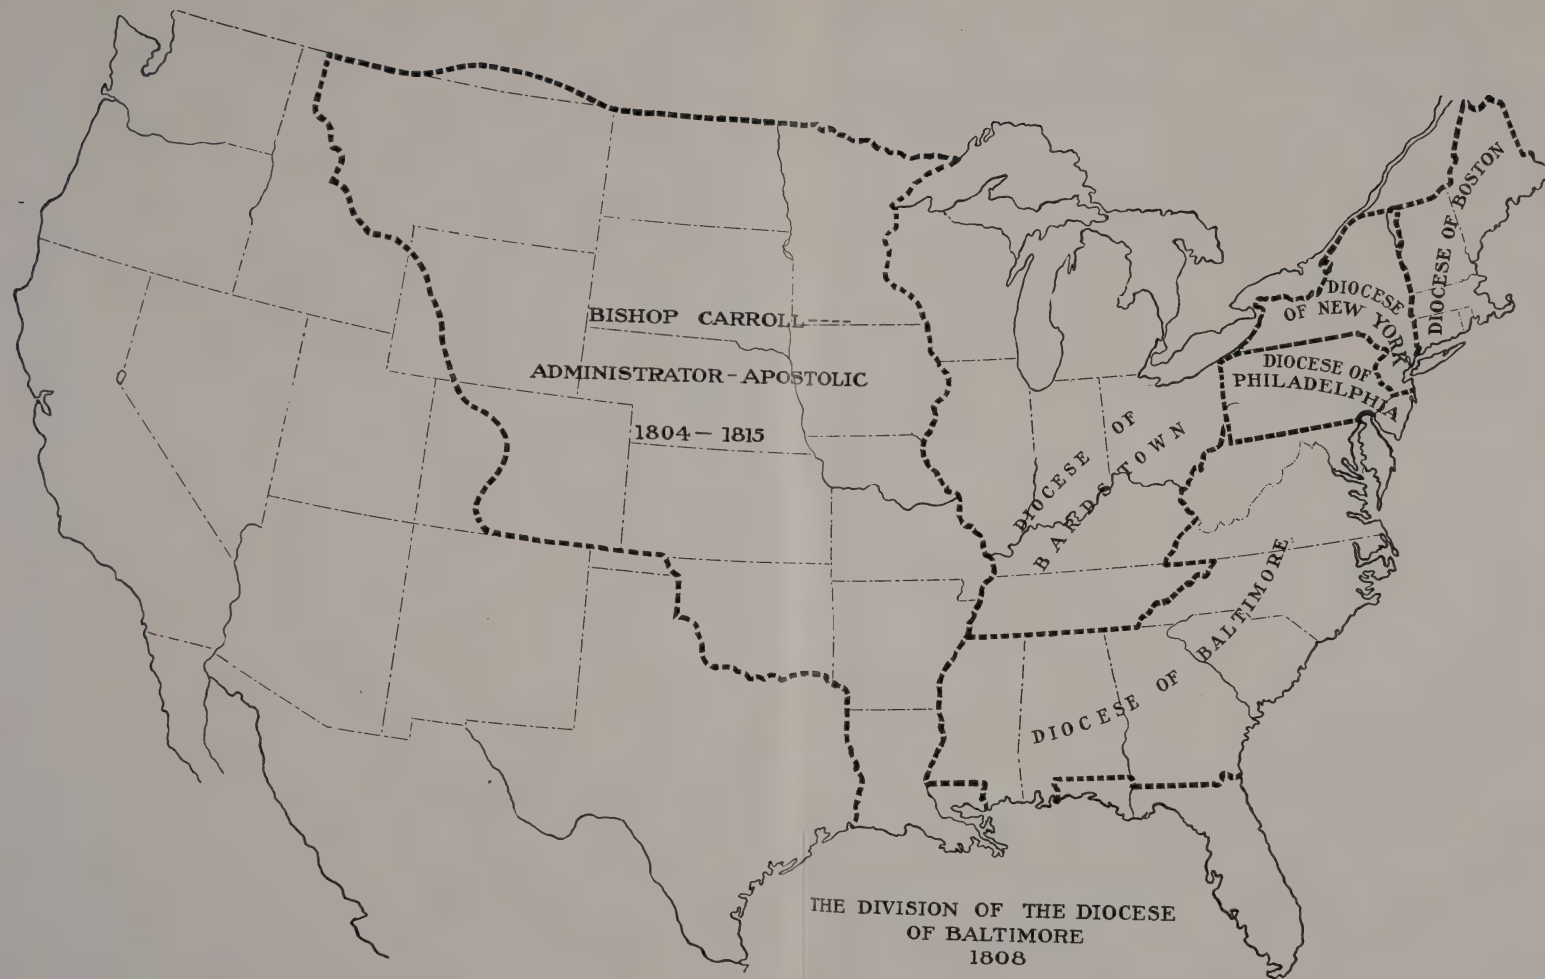 BISHOP CARROLL
ADMINISTRATOR-APOSTOLIC
1804 — 1815
DIOCESE OF BOSTON
DIOCESE
OF NEW YORK
DIOCESE OF
PHILADELPHIA
DIOCESE OF
BARDSTOWN
DIOCESE OF BALTIMORE
THE DIVISION OF THE DIOCESE
OF BALTIMORE
1808